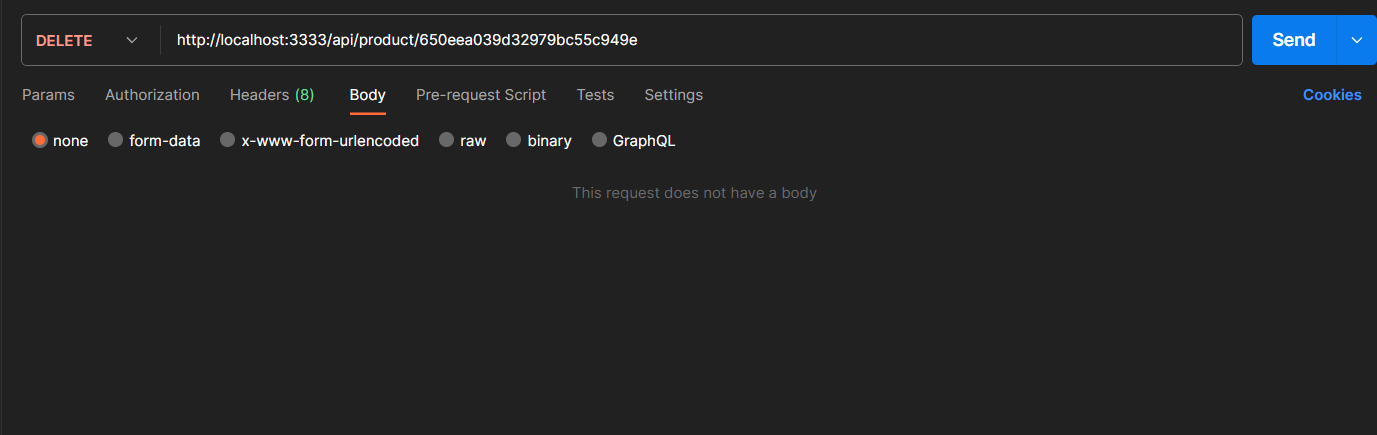 DELETE http://localhost:3333/api/product/650eea039d32979bc55c949e Send
Params Authorization Headers (8) Body Pre-request Script Tests Settings Cookies
none form-data x-www-form-urlencoded raw binary GraphQL
This request does not have a body